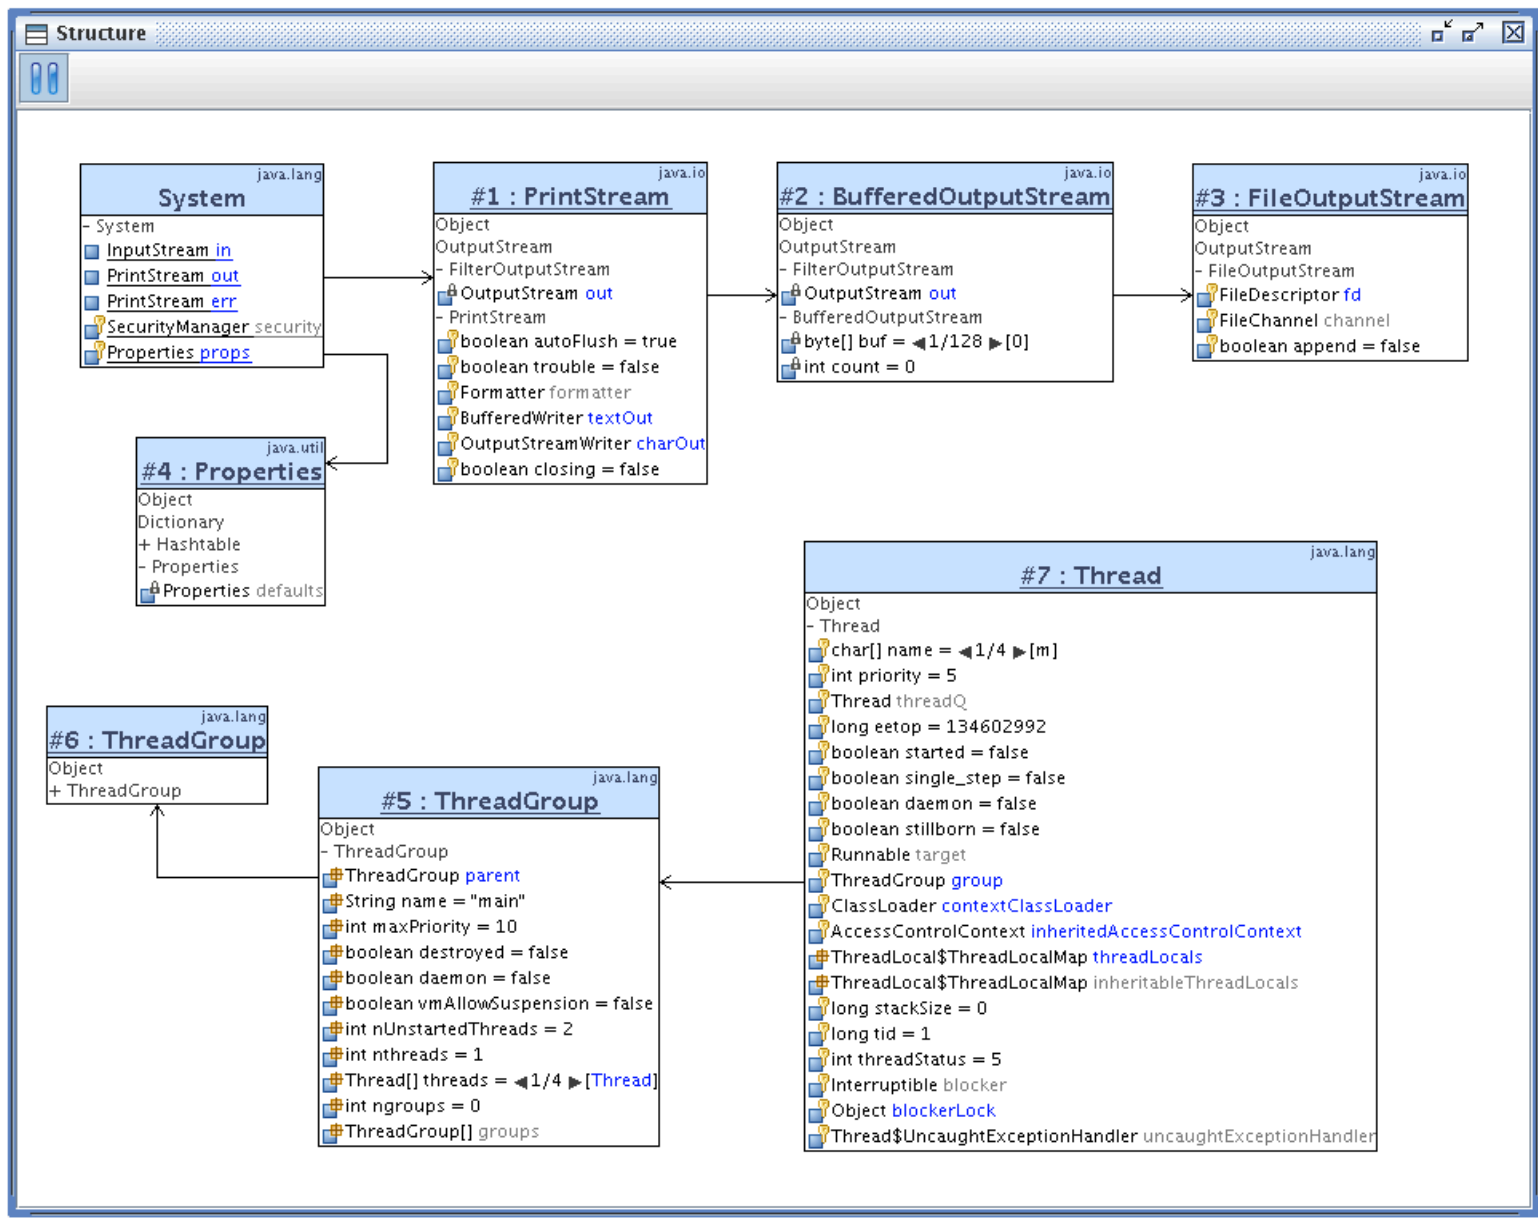 Structure
java.lang
System
- System
InputStream in
PrintStream out
PrintStream err
SecurityManager security
Properties props
java.io
#1 : PrintStream
Object
OutputStream
- FilterOutputStream
OutputStream out
- PrintStream
boolean autoFlush = true
boolean trouble = false
Formatter formatter
BufferedWriter textOut
OutputStreamWriter charOut
boolean closing = false
java.io
#2 : BufferedOutputStream
Object
OutputStream
- FilterOutputStream
OutputStream out
- BufferedOutputStream
byte[] buf = ◀1/128 ▶[0]
int count = 0
java.io
#3 : FileOutputStream
Object
OutputStream
- FileOutputStream
FileDescriptor fd
FileChannel channel
boolean append = false
java.util
#4 : Properties
Object
Dictionary
+ Hashtable
- Properties
Properties defaults
java.lang
#7 : Thread
Object
- Thread
char[] name = ◀1/4 ▶[m]
int priority = 5
Thread threadQ
long eetop = 134602992
boolean started = false
boolean single_step = false
boolean daemon = false
boolean stillborn = false
Runnable target
ThreadGroup group
ClassLoader contextClassLoader
AccessControlContext inheritedAccessControlContext
ThreadLocal$ThreadLocalMap threadLocals
ThreadLocal$ThreadLocalMap inheritableThreadLocals
long stackSize = 0
long tid = 1
int threadStatus = 5
Interruptible blocker
Object blockerLock
Thread$UncaughtExceptionHandler uncaughtExceptionHandler
java.lang
#6 : ThreadGroup
Object
+ ThreadGroup
java.lang
#5 : ThreadGroup
Object
- ThreadGroup
ThreadGroup parent
String name = "main"
int maxPriority = 10
boolean destroyed = false
boolean daemon = false
boolean vmAllowSuspension = false
int nUnstartedThreads = 2
int nthreads = 1
Thread[] threads = ◀1/4 ▶[Thread]
int ngroups = 0
ThreadGroup[] groups